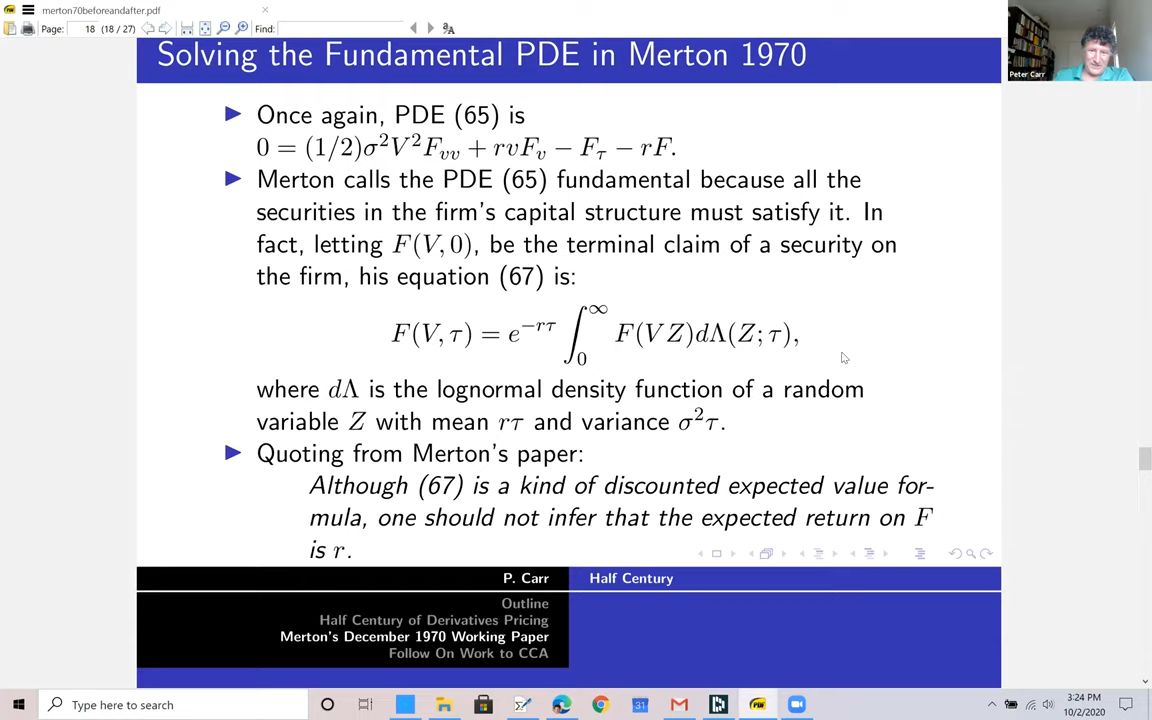 merton70beforeandafter.pdf
Page: 18 (18 / 27) Find:
Solving the Fundamental PDE in Merton 1970
Peter Carr
▶ Once again, PDE (65) is
0 = (1/2)σ²V²F_vv + rvF_v − F_τ − rF.
▶ Merton calls the PDE (65) fundamental because all the
securities in the firm's capital structure must satisfy it. In
fact, letting F(V, 0), be the terminal claim of a security on
the firm, his equation (67) is:
F(V, τ) = e^{−rτ} ∫_0^∞ F(VZ)dΛ(Z; τ),
where dΛ is the lognormal density function of a random
variable Z with mean rτ and variance σ²τ.
▶ Quoting from Merton's paper:
Although (67) is a kind of discounted expected value for-
mula, one should not infer that the expected return on F
is r.
P. Carr Half Century
Outline
Half Century of Derivatives Pricing
Merton's December 1970 Working Paper
Follow On Work to CCA
Type here to search
31
3:24 PM
10/2/2020